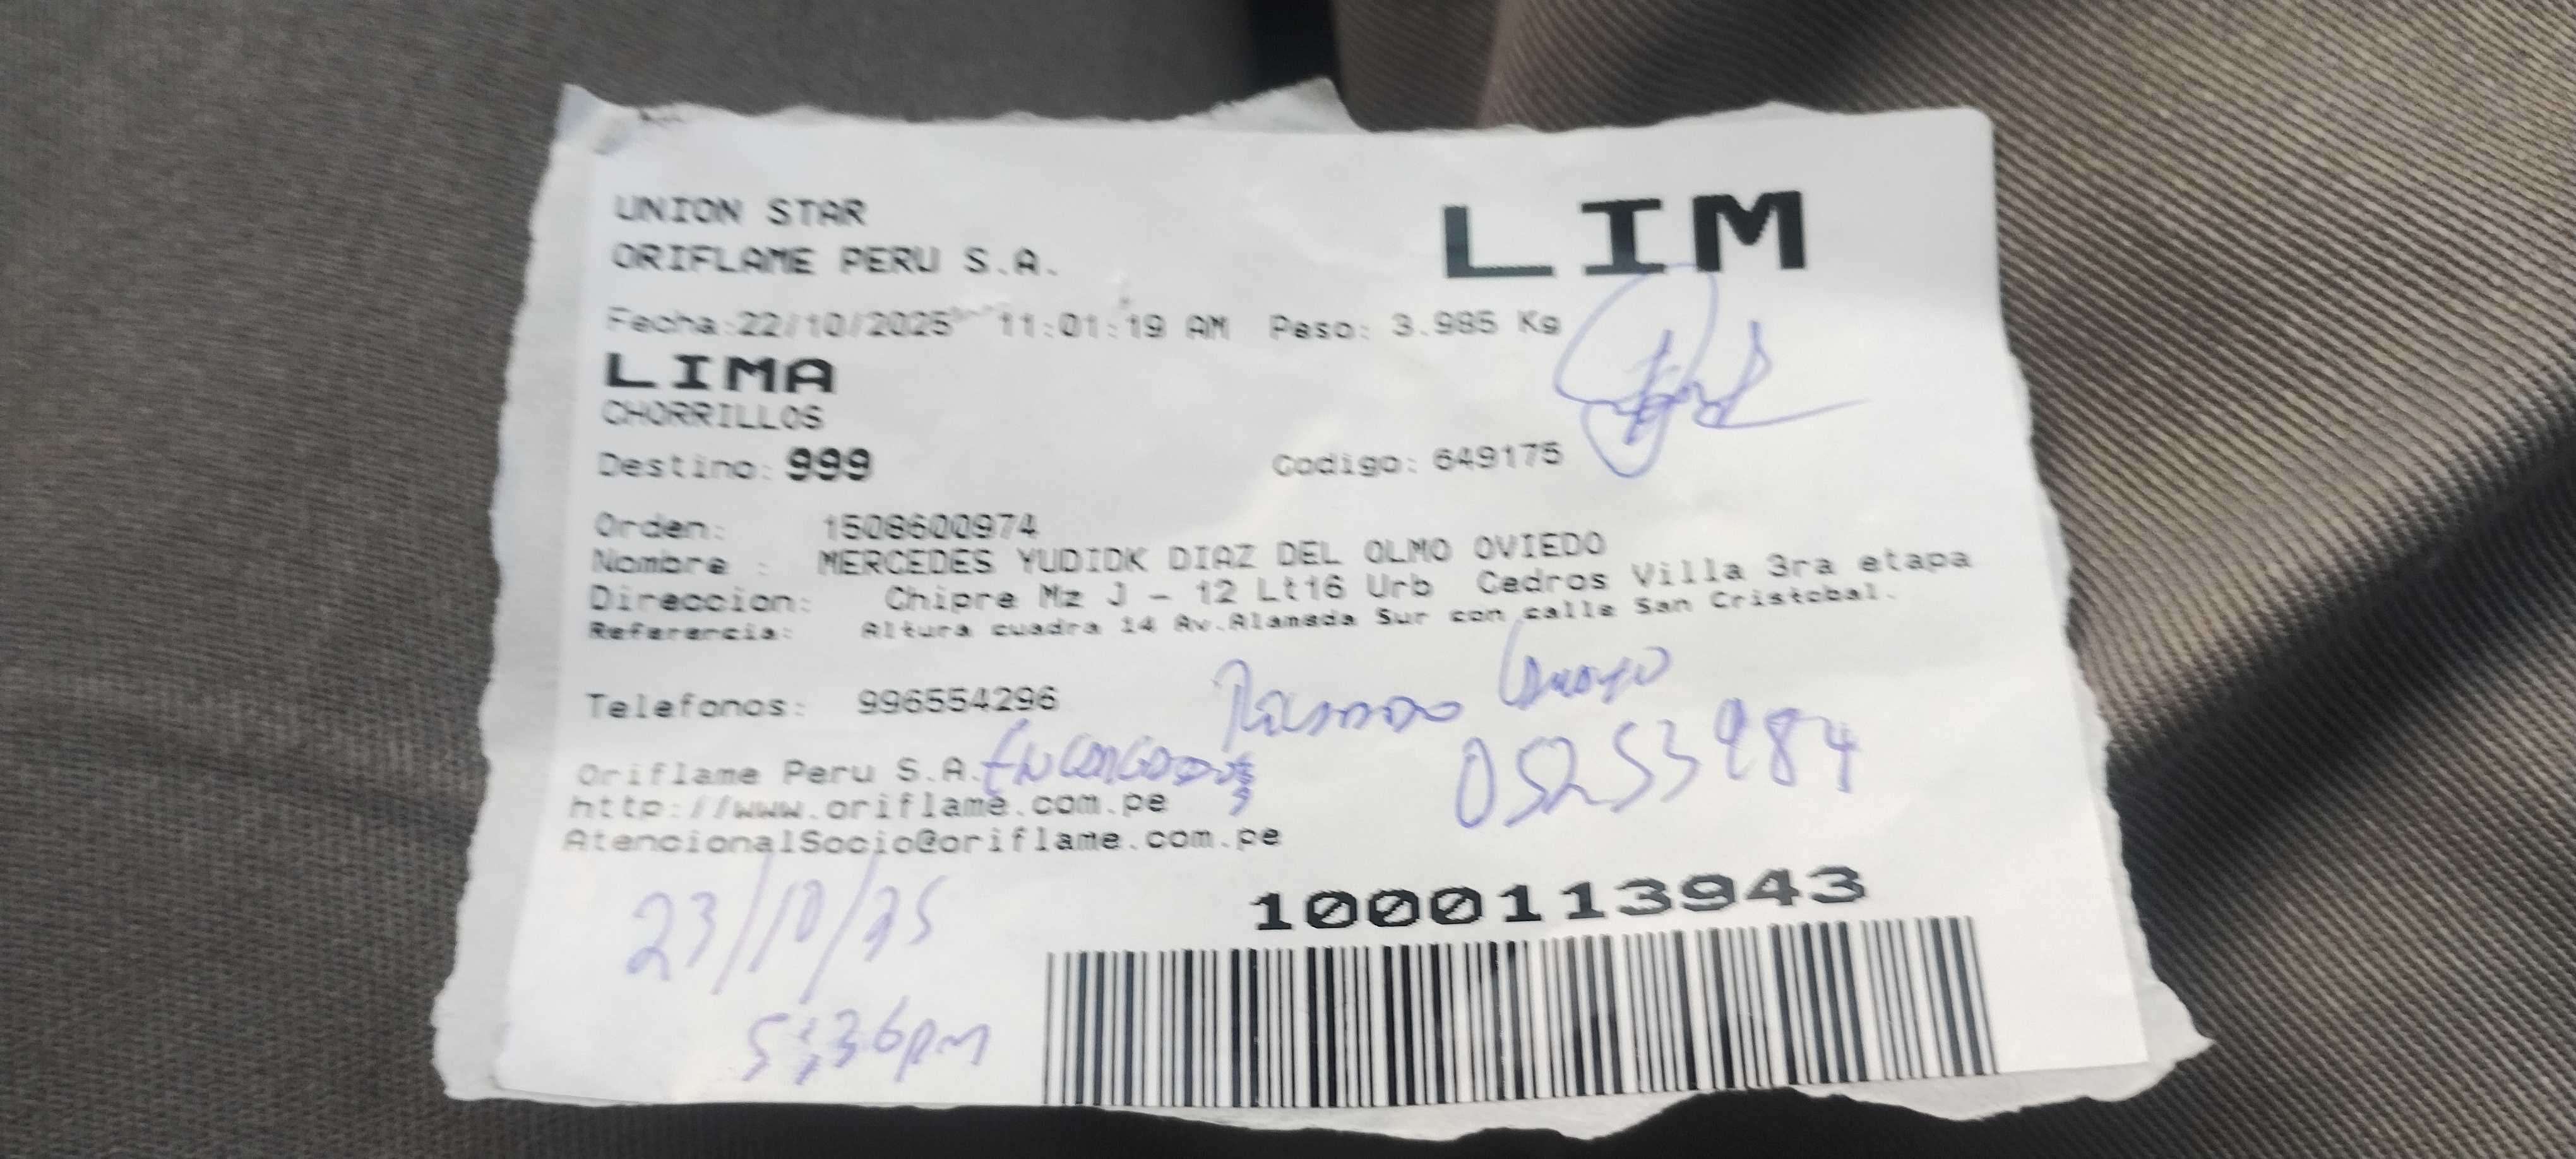 UNION STAR
LIM
ORIFLAME PERU S.A.
Fecha:22/10/2025 11:01:19 AM Peso: 3.985 Kg
LIMA
CHORRILLOS
Destino: 999 Codigo: 649175
Orden: 1508600974
Nombre : MERCEDES YUDIDK DIAZ DEL OLMO OVIEDO
Direccion: Chipre Mz J - 12 Lt16 Urb Cedros Villa 3ra etapa
Referencia: Altura cuadra 14 Av.Alameda Sur con calle San Cristobal.
Telefonos: 996554296
Oriflame Peru S.A.
05253984
http://www.oriflame.com.pe
AtencionalSocio@oriflame.com.pe
23/10/25
5:36pm
1000113943